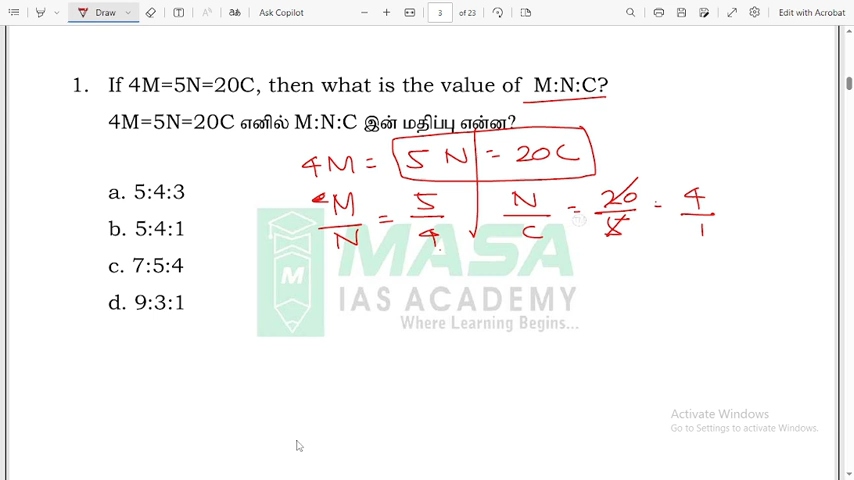 Draw
Ask Copilot
3 of 23
Edit with Acrobat
1. If 4M=5N=20C, then what is the value of M:N:C?
4M=5N=20C எனில் M:N:C இன் மதிப்பு என்ன?
4M = 5N = 20C
a. 5:4:3
M/N = 5/4 N/C = 20/5 = 4/1
b. 5:4:1
c. 7:5:4
d. 9:3:1
M
MASA
IAS ACADEMY
Where Learning Begins...
Activate Windows
Go to Settings to activate Windows.